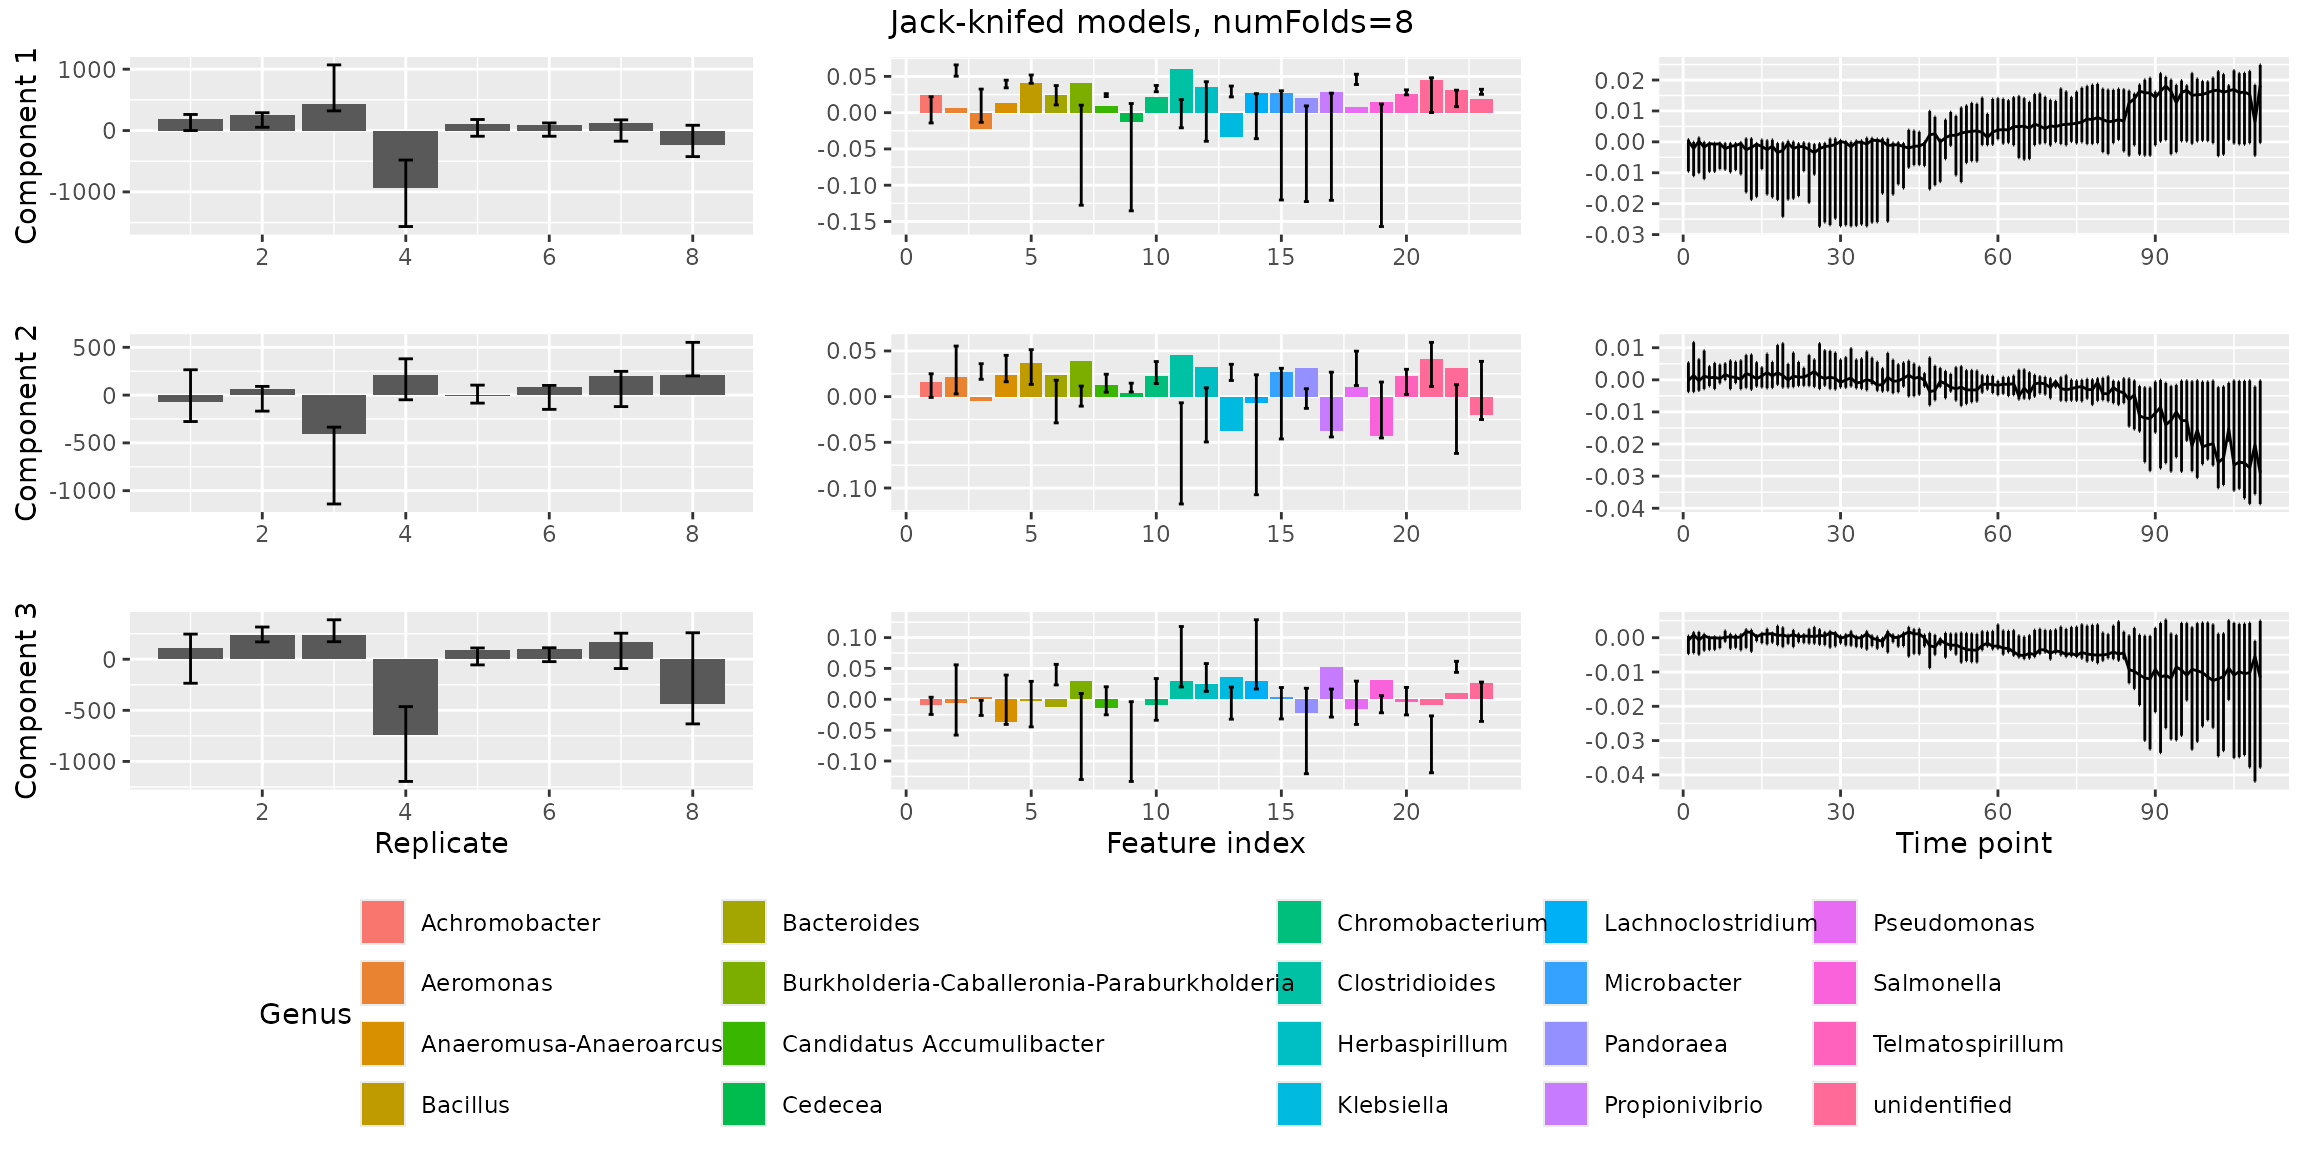 Jack-knifed models, numFolds=8
Component 1
1000
0
-1000
2 4 6 8
0.05
0.00
-0.05
-0.10
-0.15
0 5 10 15 20
0.02
0.01
0.00
-0.01
-0.02
-0.03
0 30 60 90
Component 2
500
0
-500
-1000
2 4 6 8
0.05
0.00
-0.05
-0.10
0 5 10 15 20
0.01
0.00
-0.01
-0.02
-0.03
-0.04
0 30 60 90
Component 3
0
-500
-1000
2 4 6 8
Replicate
0.10
0.05
0.00
-0.05
-0.10
0 5 10 15 20
Feature index
0.00
-0.01
-0.02
-0.03
-0.04
0 30 60 90
Time point
Genus
Achromobacter
Aeromonas
Anaeromusa-Anaeroarcus
Bacillus
Bacteroides
Burkholderia-Caballeronia-Paraburkholderia
Candidatus Accumulibacter
Cedecea
Chromobacterium
Clostridioides
Herbaspirillum
Klebsiella
Lachnoclostridium
Microbacter
Pandoraea
Propionivibrio
Pseudomonas
Salmonella
Telmatospirillum
unidentified